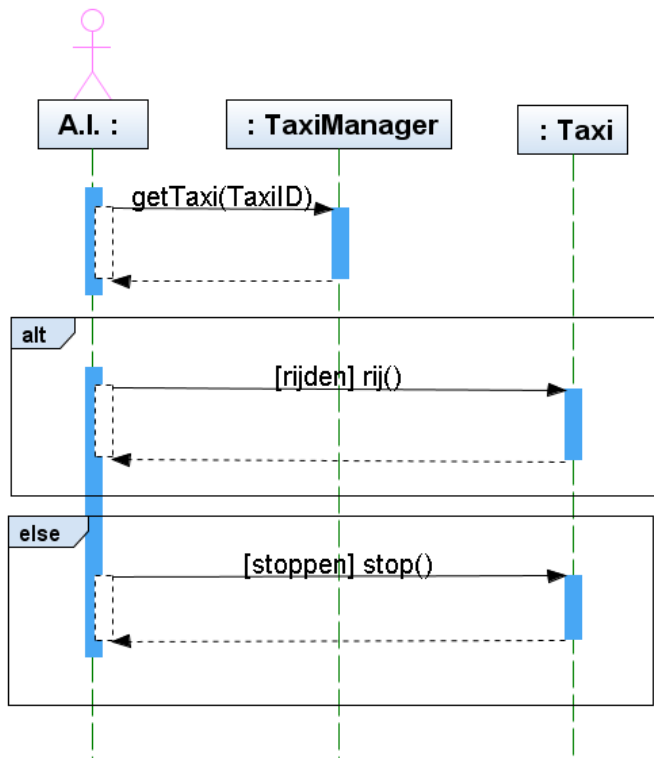 A.I. :
: TaxiManager
: Taxi
getTaxi(TaxiID)
alt
[rijden] rij()
else
[stoppen] stop()